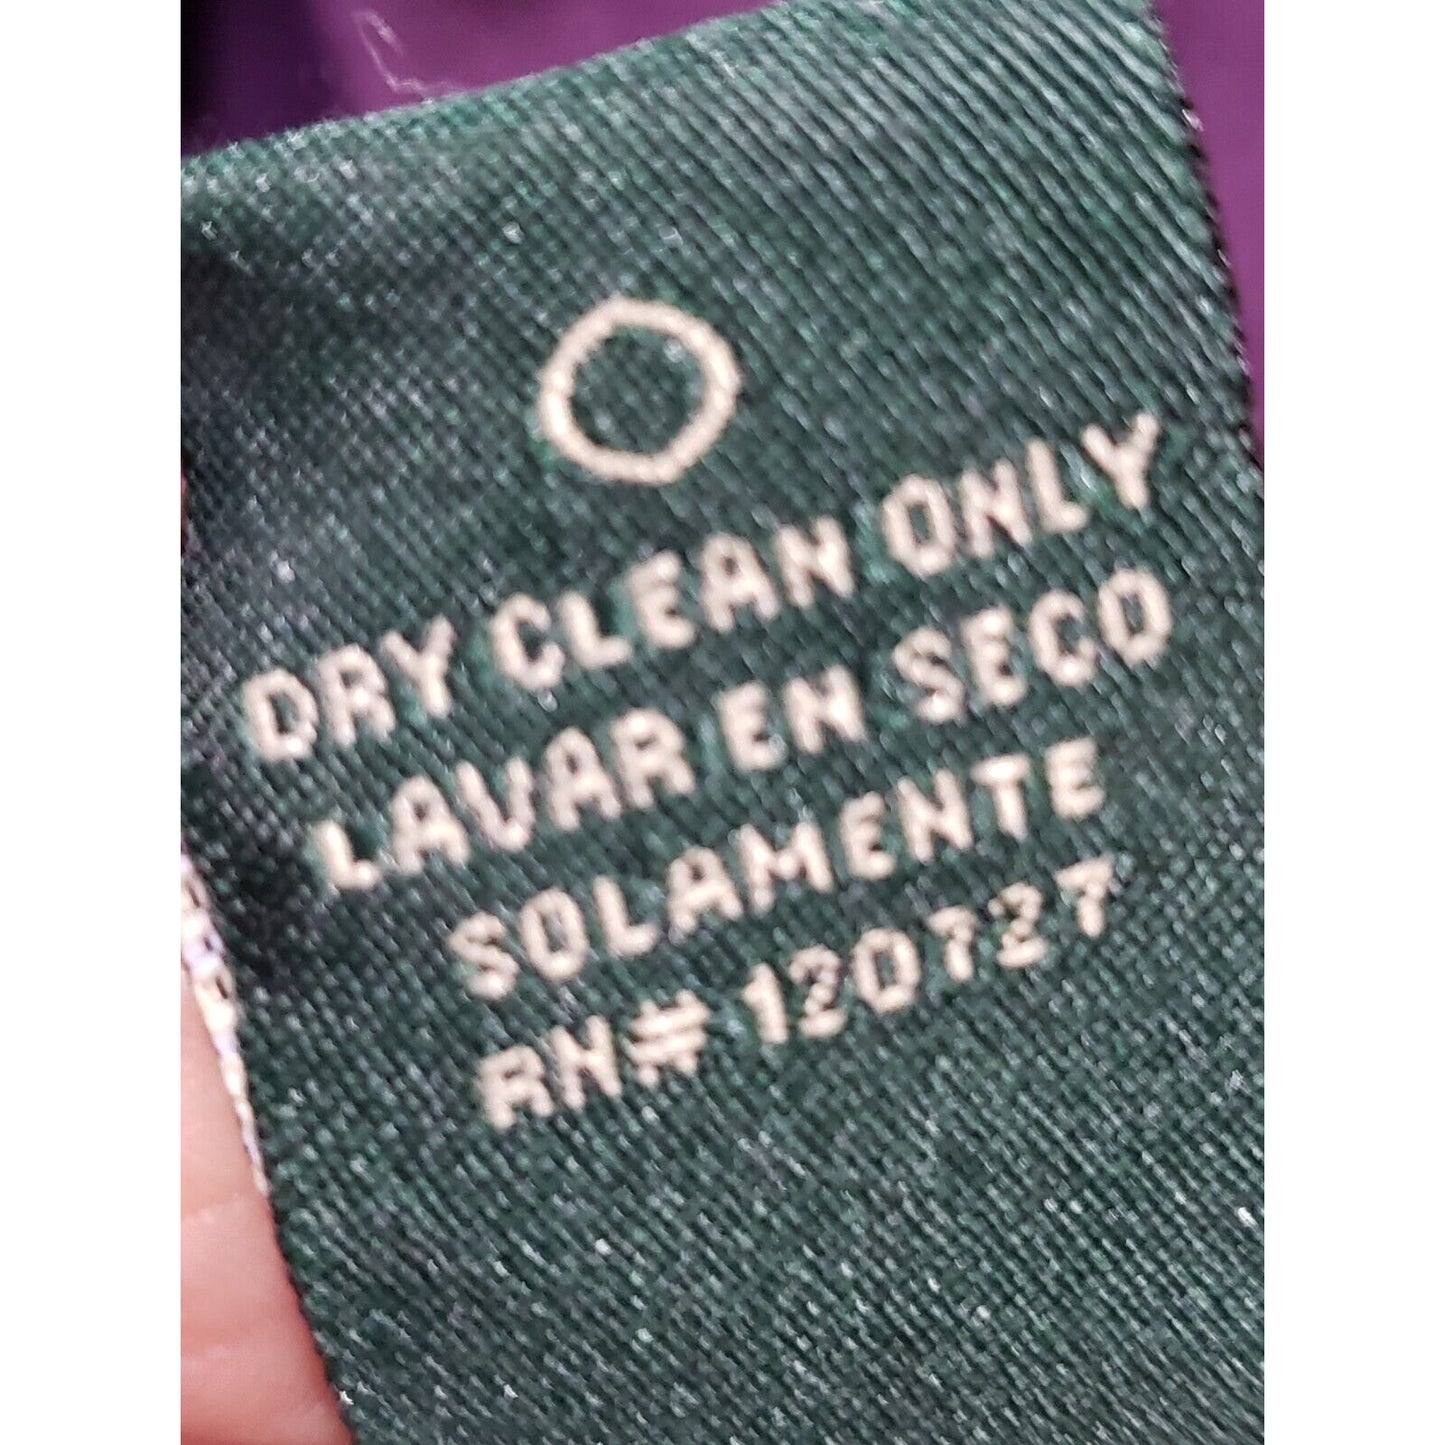 DRY CLEAN ONLY
LAVAR EN SECO
SOLAMENTE
RN# 120727